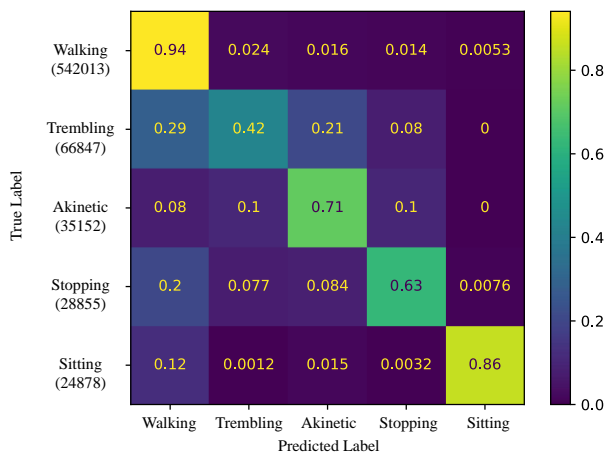 Walking
(542013)
0.94 0.024 0.016 0.014 0.0053
Trembling
(66847)
0.29 0.42 0.21 0.08 0
Akinetic
(35152)
0.08 0.1 0.71 0.1 0
Stopping
(28855)
0.2 0.077 0.084 0.63 0.0076
Sitting
(24878)
0.12 0.0012 0.015 0.0032 0.86
True Label
Walking Trembling Akinetic Stopping Sitting
Predicted Label
0.8
0.6
0.4
0.2
0.0